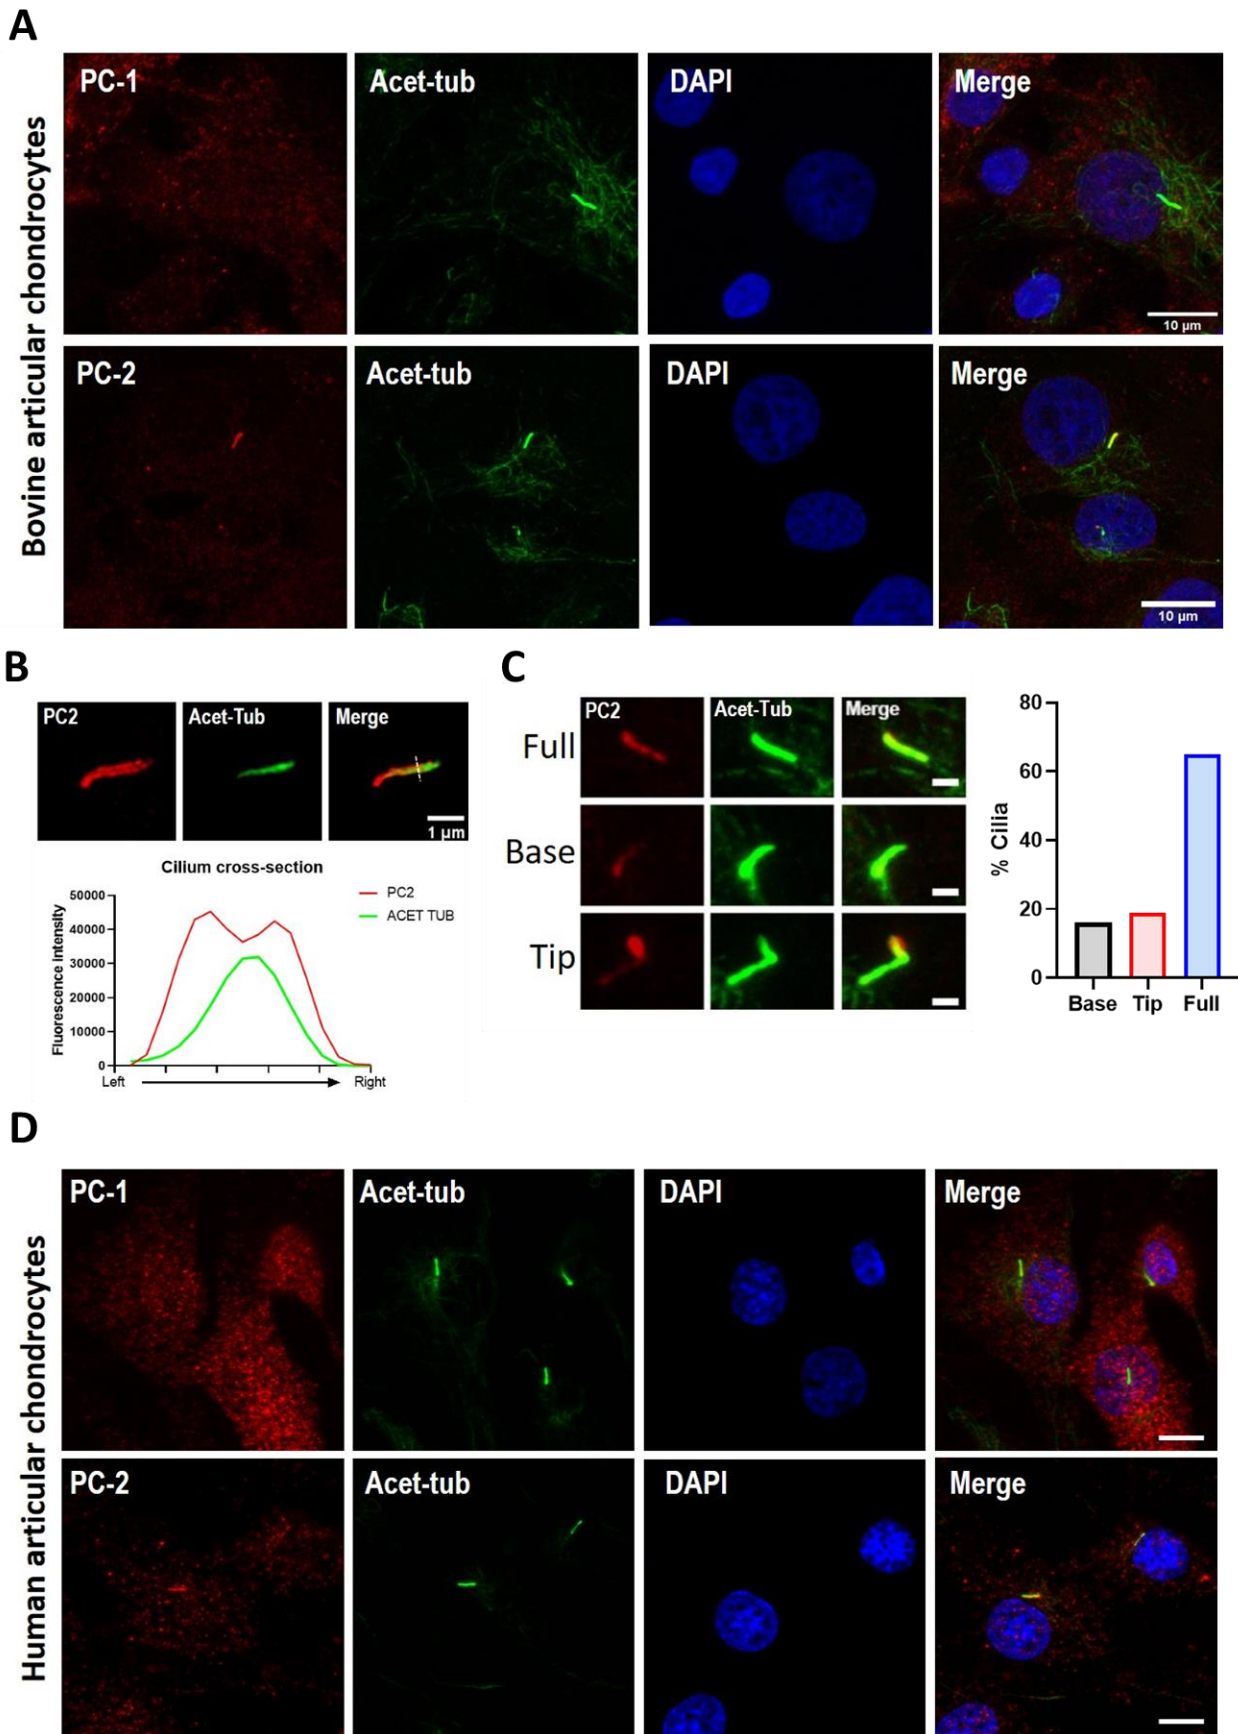 A
Bovine articular chondrocytes
PC-1
Acet-tub
DAPI
Merge
10 µm
PC-2
Acet-tub
DAPI
Merge
10 µm
B
PC2
Acet-Tub
Merge
1 µm
Cilium cross-section
Fluorescence intensity
50000
40000
30000
20000
10000
0
Left
Right
PC2
ACET TUB
C
PC2
Acet-Tub
Merge
Full
Base
Tip
% Cilia
80
60
40
20
0
Base
Tip
Full
D
Human articular chondrocytes
PC-1
Acet-tub
DAPI
Merge
PC-2
Acet-tub
DAPI
Merge